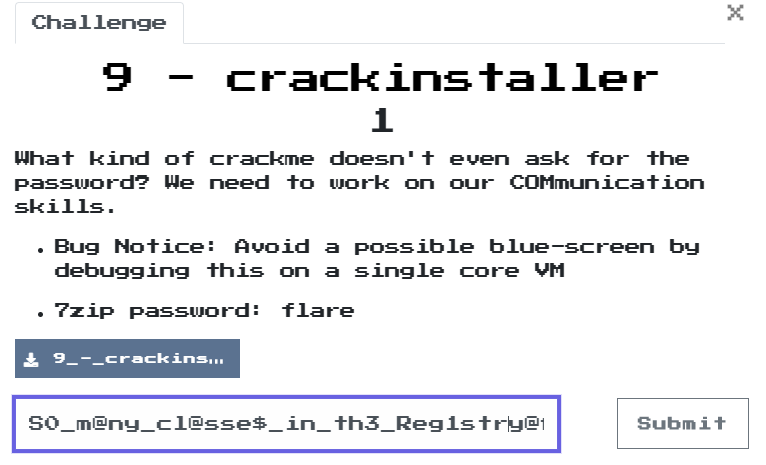 Challenge
9 - crackinstaller
1
What kind of crackme doesn't even ask for the
password? We need to work on our COMmunication
skills.
Bug Notice: Avoid a possible blue-screen by
debugging this on a single core VM
7zip password: flare
9_-_crackins…
S0_m@ny_cl@sse$_in_th3_Reg1stry@
Submit